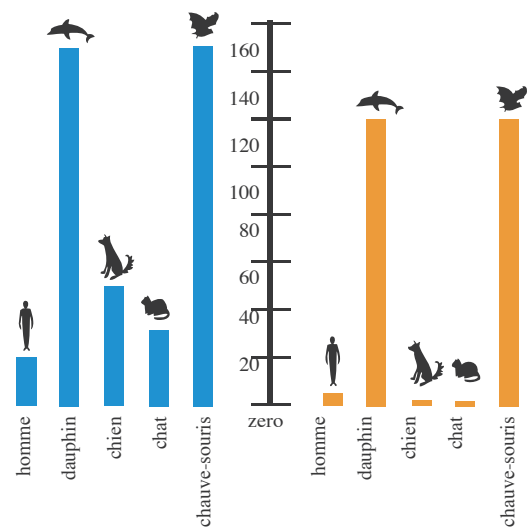 160
140
120
100
80
60
40
20
zero
homme
dauphin
chien
chat
chauve-souris
homme
dauphin
chien
chat
chauve-souris